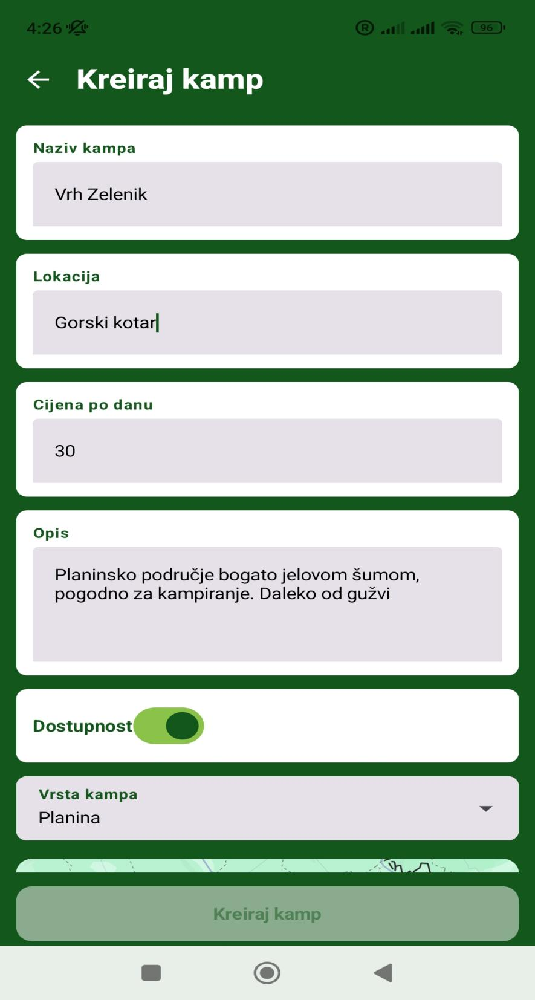 4:26
R
96
Kreiraj kamp
Naziv kampa
Vrh Zelenik
Lokacija
Gorski kotar
Cijena po danu
30
Opis
Planinsko područje bogato jelovom šumom,
pogodno za kampiranje. Daleko od gužvi
Dostupnost
Vrsta kampa
Planina
Kreiraj kamp